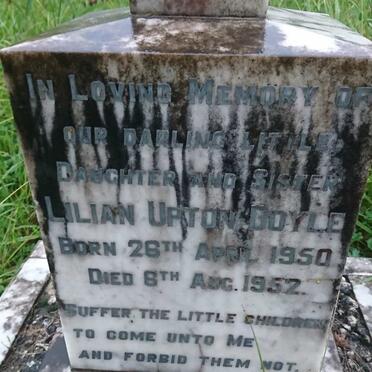 IN LOVING MEMORY OF
OUR DARLING LITTLE
DAUGHTER AND SISTER
LILIAN UPTON DOYLE
BORN 26TH APRIL 1950
DIED 6TH AUG. 1952.
SUFFER THE LITTLE CHILDREN
TO COME UNTO ME
AND FORBID THEM NOT.